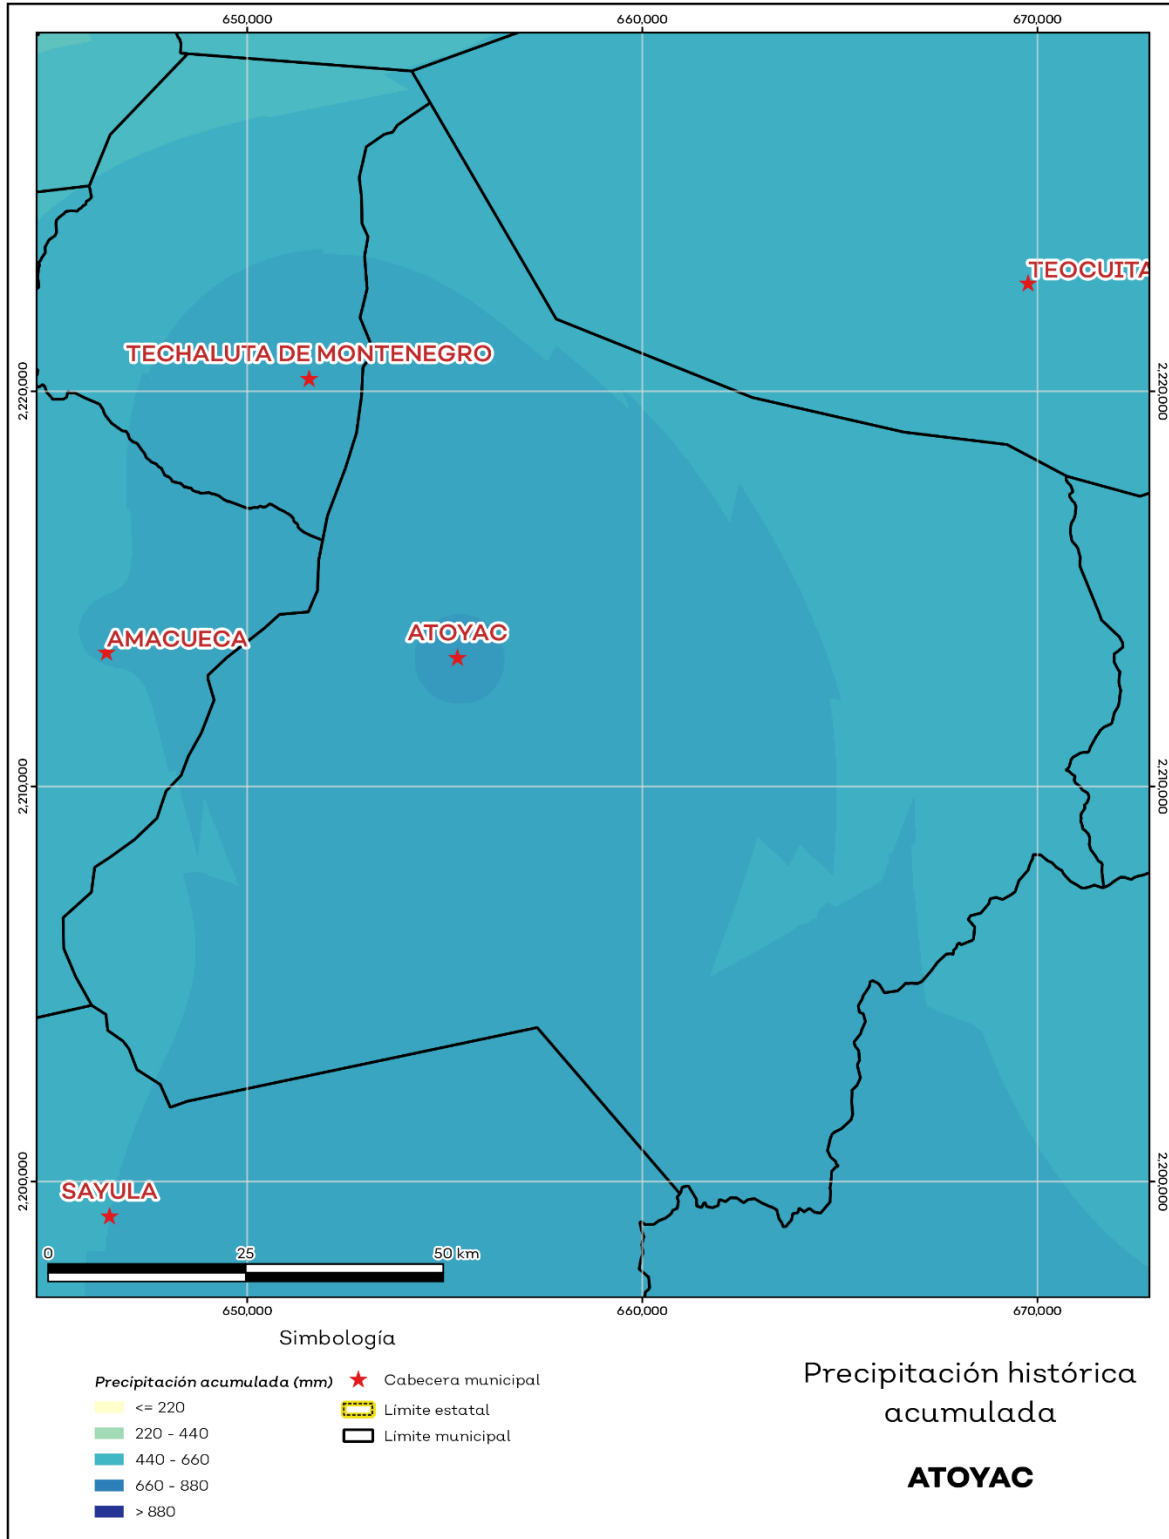 650,000 660,000 670,000
TEOCUITA
TECHALUTA DE MONTENEGRO
2,220,000 2,220,000
AMACUECA ATOYAC
2,210,000 2,210,000
2,200,000 2,200,000
SAYULA
0 25 50 km
650,000 660,000 670,000
Simbología
Precipitación acumulada (mm)
<= 220
220 - 440
440 - 660
660 - 880
> 880
Cabecera municipal
Límite estatal
Límite municipal
Precipitación histórica
acumulada
ATOYAC